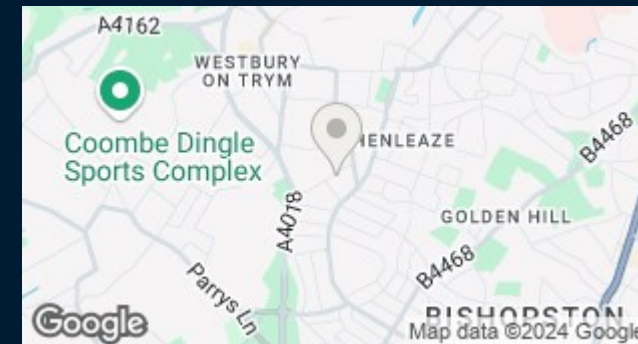 A4162
WESTBURY
ON TRYM
HENLEAZE
Coombe Dingle
Sports Complex
B4468
A4018
GOLDEN HILL
B4468
Parrys Ln
BISHOPSTON
Google
Map data ©2024 Google